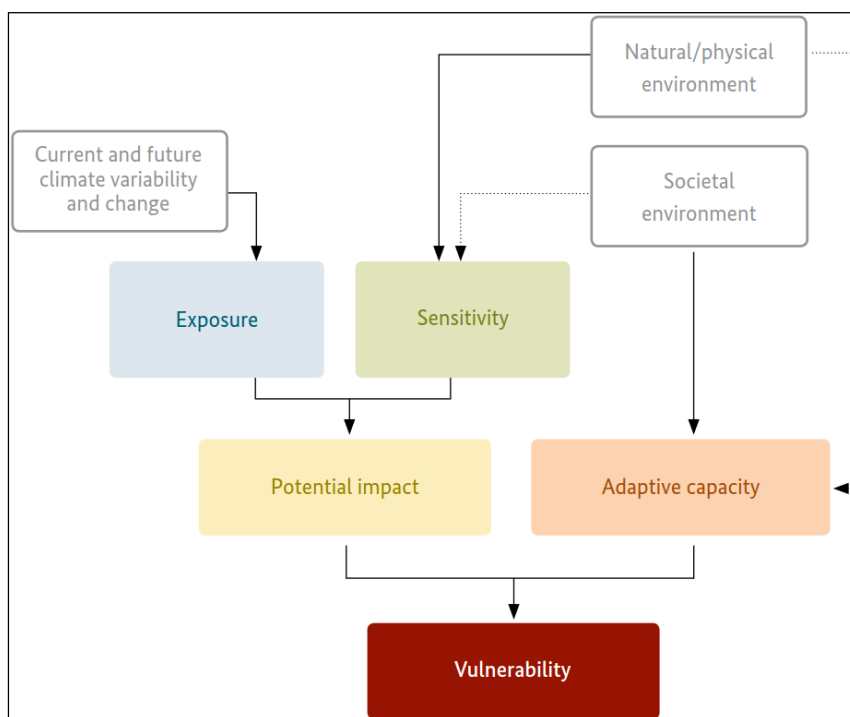 Natural/physical
environment
Current and future
climate variability
and change
Societal
environment
Exposure
Sensitivity
Potential impact
Adaptive capacity
Vulnerability